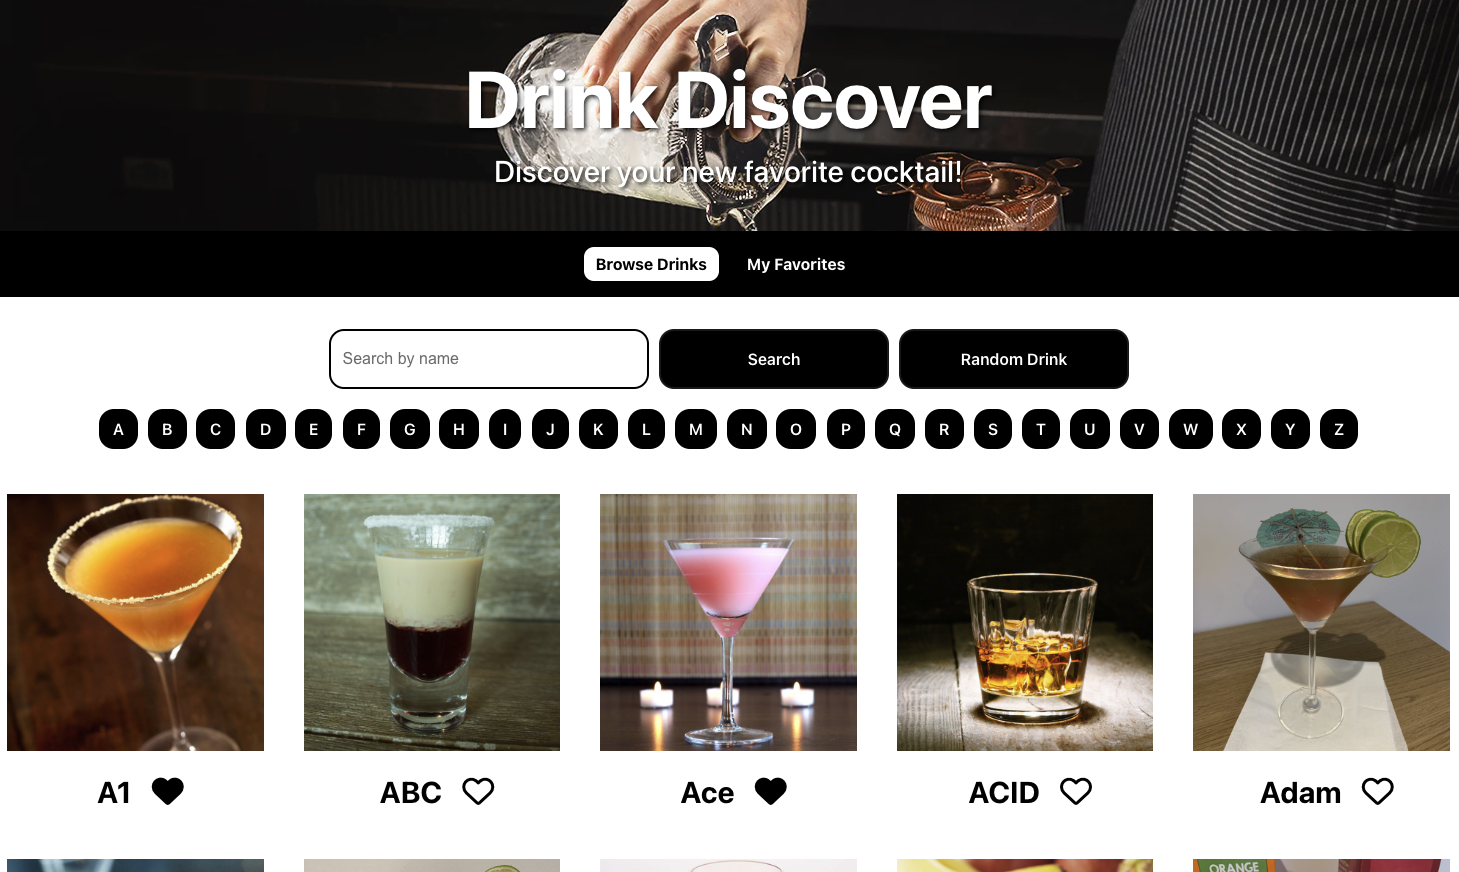 Drink Discover
Discover your new favorite cocktail!
Browse Drinks My Favorites
Search by name Search Random Drink
A B C D E F G H I J K L M N O P Q R S T U V W X Y Z
A1 ABC Ace ACID Adam
ORANGE